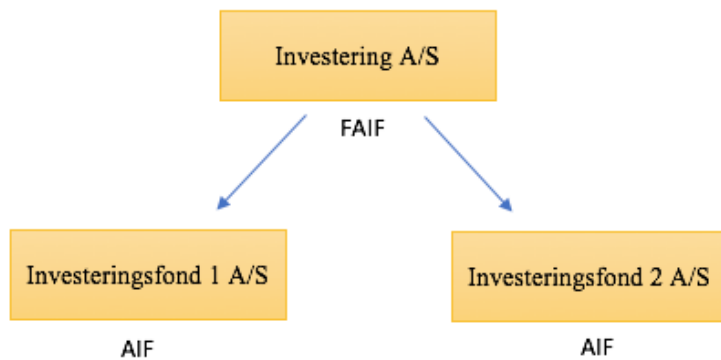 Investering A/S
FAIF
Investeringsfond 1 A/S
Investeringsfond 2 A/S
AIF
AIF